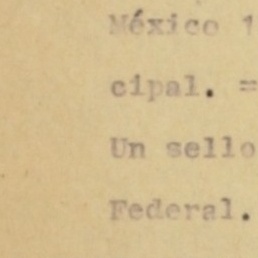 México 1
cipal. =
Un sello
Federal.